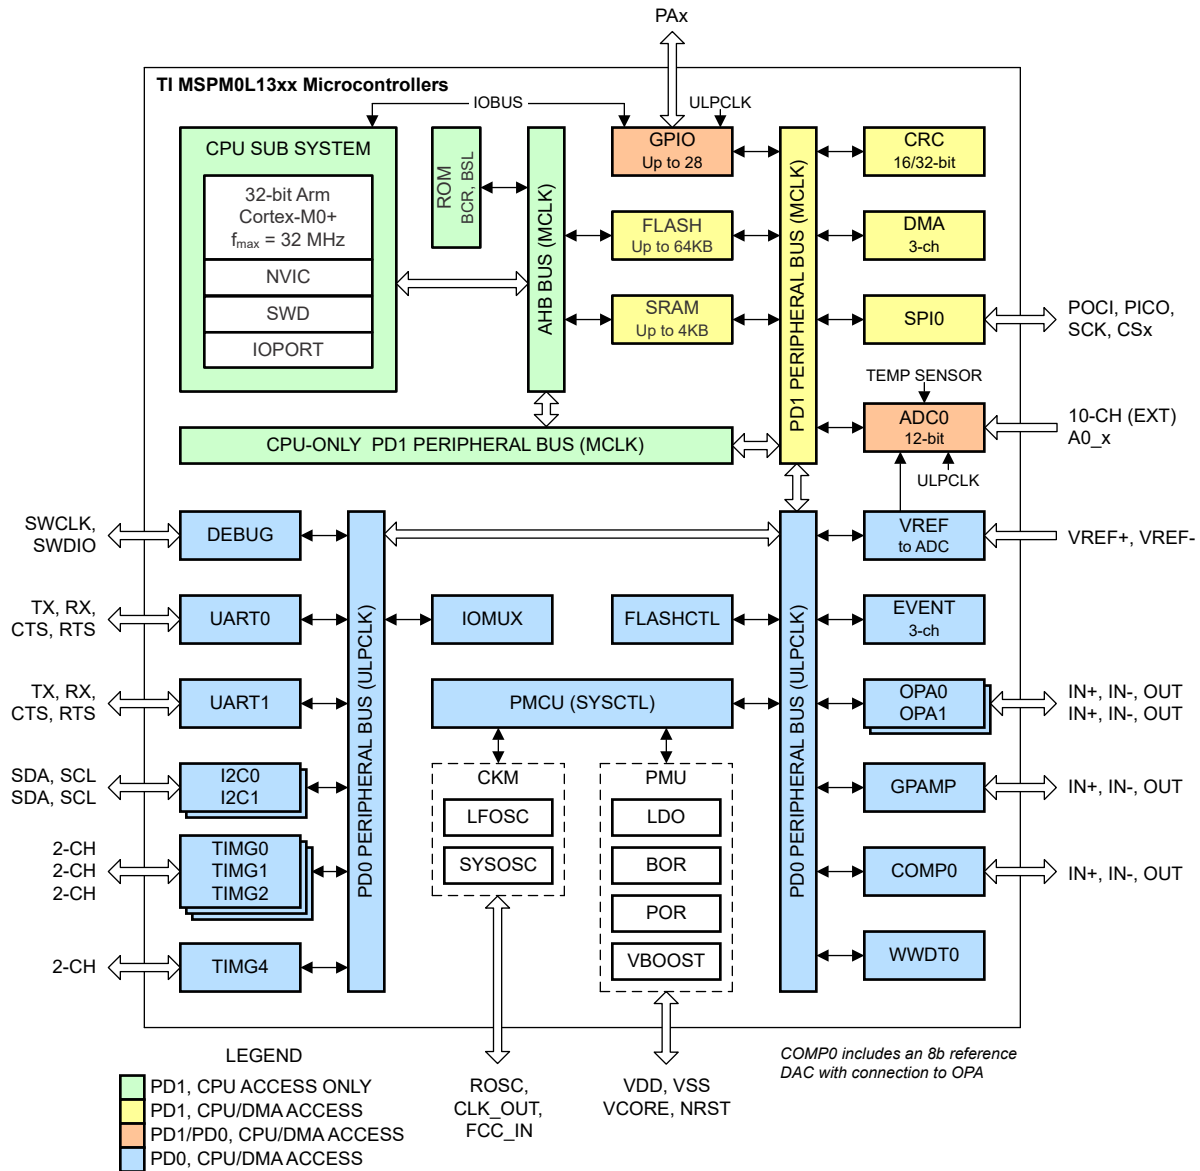 PAx
TI MSPM0L13xx Microcontrollers
IOBUS
ULPCLK
CPU SUB SYSTEM
32-bit Arm
Cortex-M0+
fmax = 32 MHz
NVIC
SWD
IOPORT
ROM
BCR, BSL
AHB BUS (MCLK)
GPIO
Up to 28
FLASH
Up to 64KB
SRAM
Up to 4KB
PD1 PERIPHERAL BUS (MCLK)
CRC
16/32-bit
DMA
3-ch
SPI0
POCI, PICO,
SCK, CSx
TEMP SENSOR
ADC0
12-bit
10-CH (EXT)
A0_x
ULPCLK
CPU-ONLY PD1 PERIPHERAL BUS (MCLK)
SWCLK,
SWDIO
DEBUG
TX, RX,
CTS, RTS
UART0
TX, RX,
CTS, RTS
UART1
SDA, SCL
SDA, SCL
I2C0
I2C1
2-CH
2-CH
2-CH
TIMG0
TIMG1
TIMG2
2-CH
TIMG4
PD0 PERIPHERAL BUS (ULPCLK)
IOMUX
FLASHCTL
PMCU (SYSCTL)
CKM
LFOSC
SYSOSC
PMU
LDO
BOR
POR
VBOOST
PD0 PERIPHERAL BUS (ULPCLK)
VREF
to ADC
VREF+, VREF-
EVENT
3-ch
OPA0
OPA1
IN+, IN-, OUT
IN+, IN-, OUT
GPAMP
IN+, IN-, OUT
COMP0
IN+, IN-, OUT
WWDT0
LEGEND
PD1, CPU ACCESS ONLY
PD1, CPU/DMA ACCESS
PD1/PD0, CPU/DMA ACCESS
PD0, CPU/DMA ACCESS
ROSC,
CLK_OUT,
FCC_IN
VDD, VSS
VCORE, NRST
COMP0 includes an 8b reference
DAC with connection to OPA